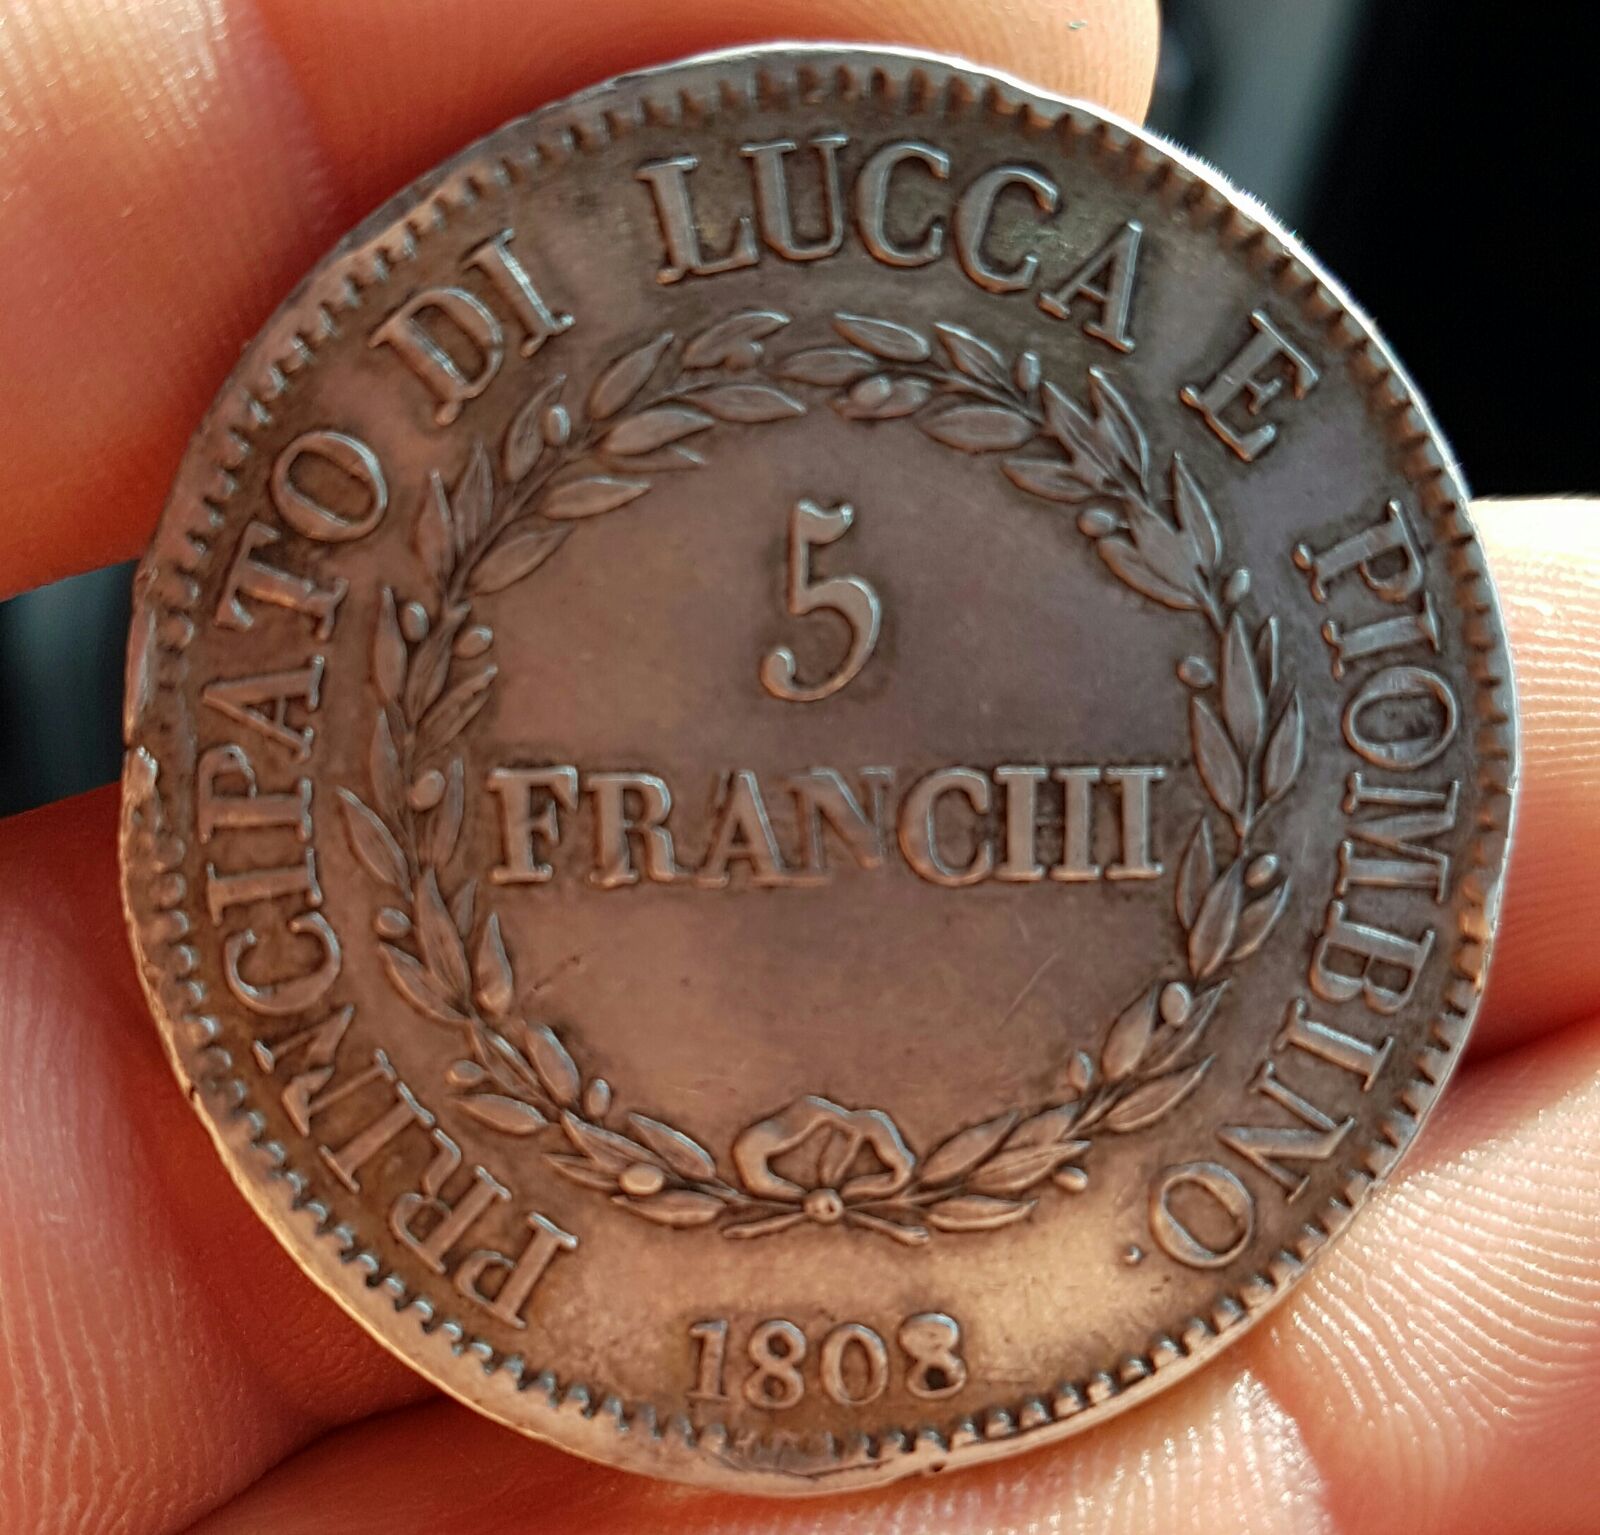 PRINCIPATO DI LUCCA E PIOMBINO.
5
FRANCHI
1808